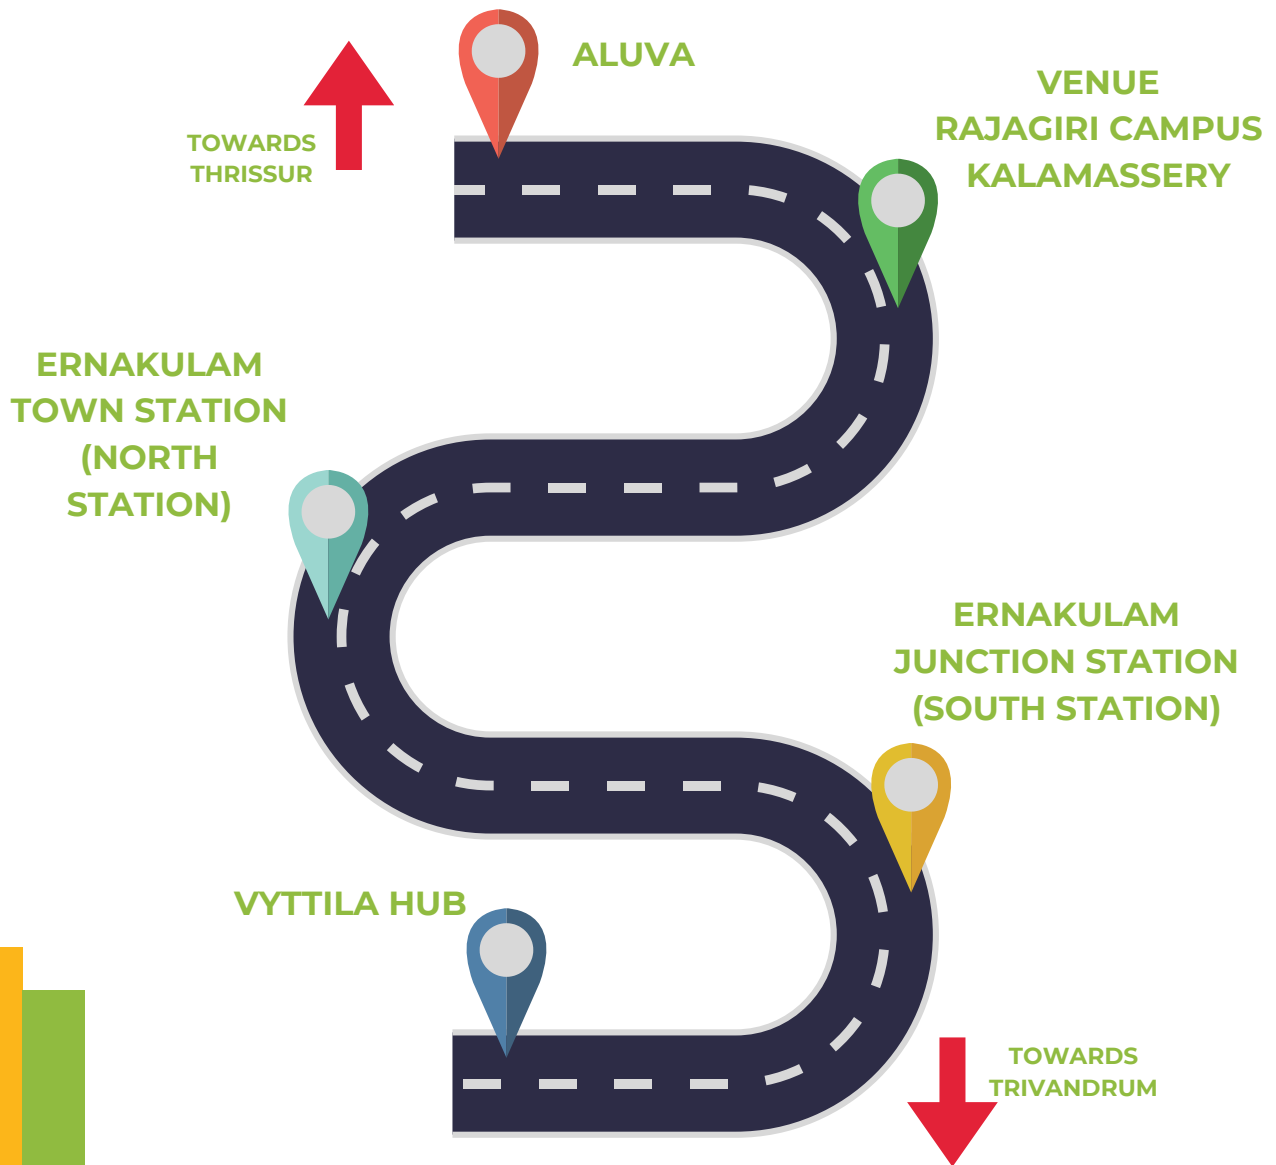 ALUVA
VENUE
RAJAGIRI CAMPUS
KALAMASSERY
TOWARDS
THRISSUR
ERNAKULAM
TOWN STATION
(NORTH
STATION)
ERNAKULAM
JUNCTION STATION
(SOUTH STATION)
VYTTILA HUB
TOWARDS
TRIVANDRUM